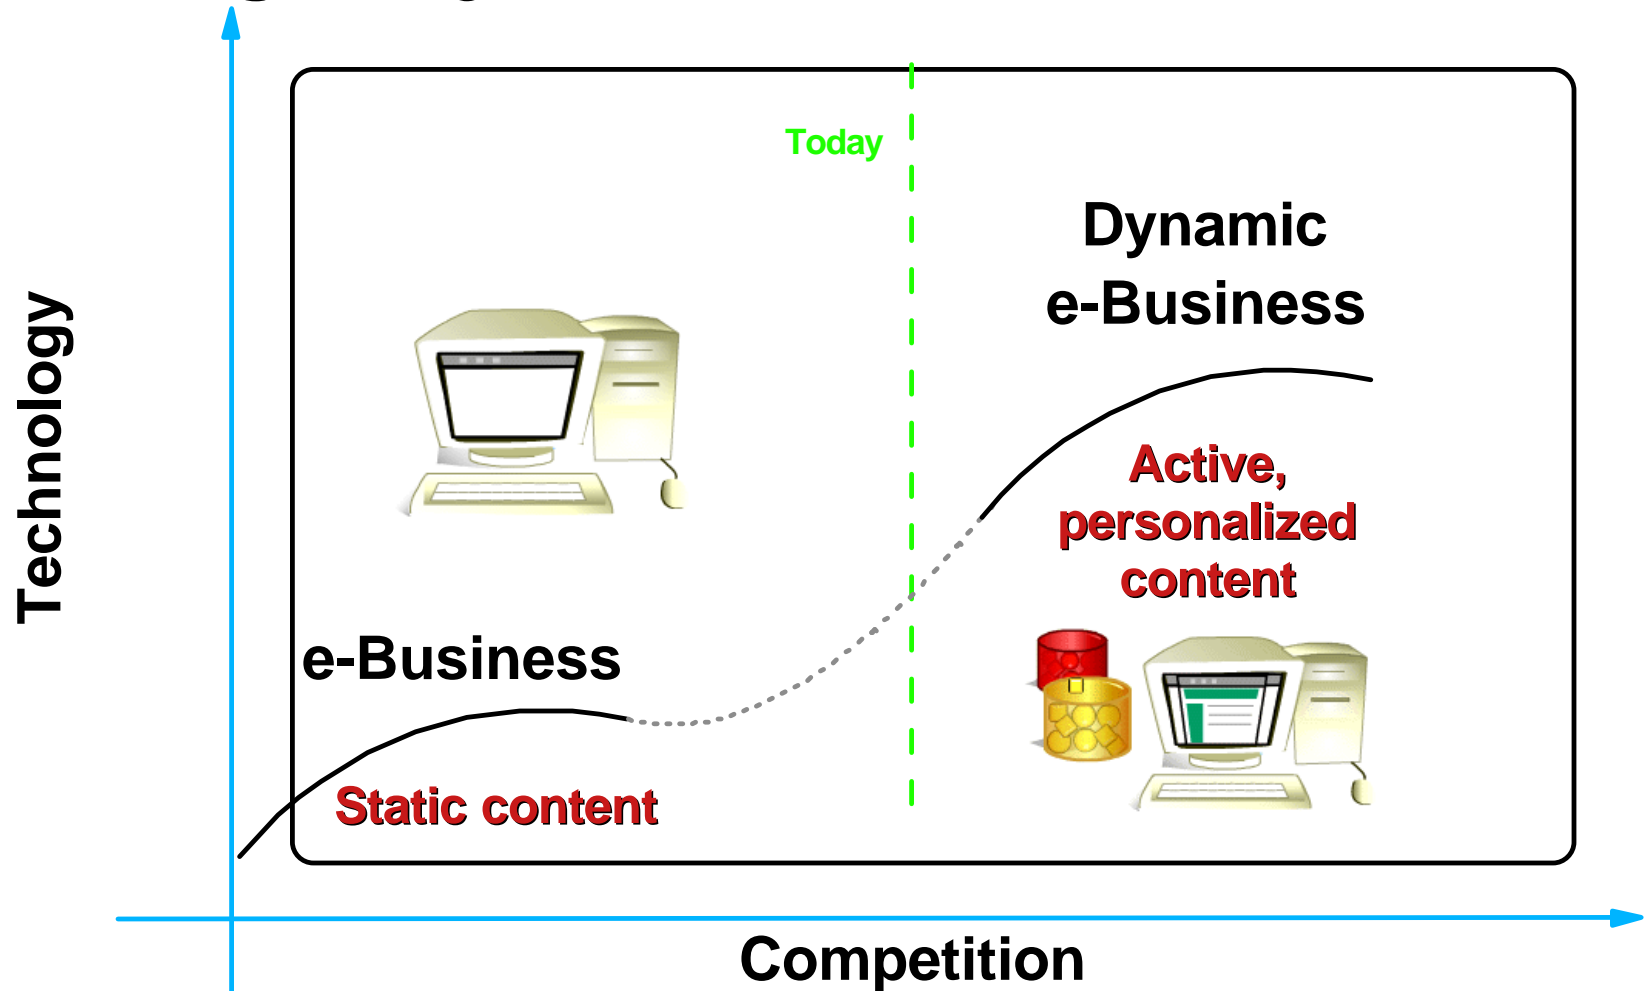 Today
Dynamic
e-Business
Technology
Active,
personalized
content
e-Business
Static content
Competition